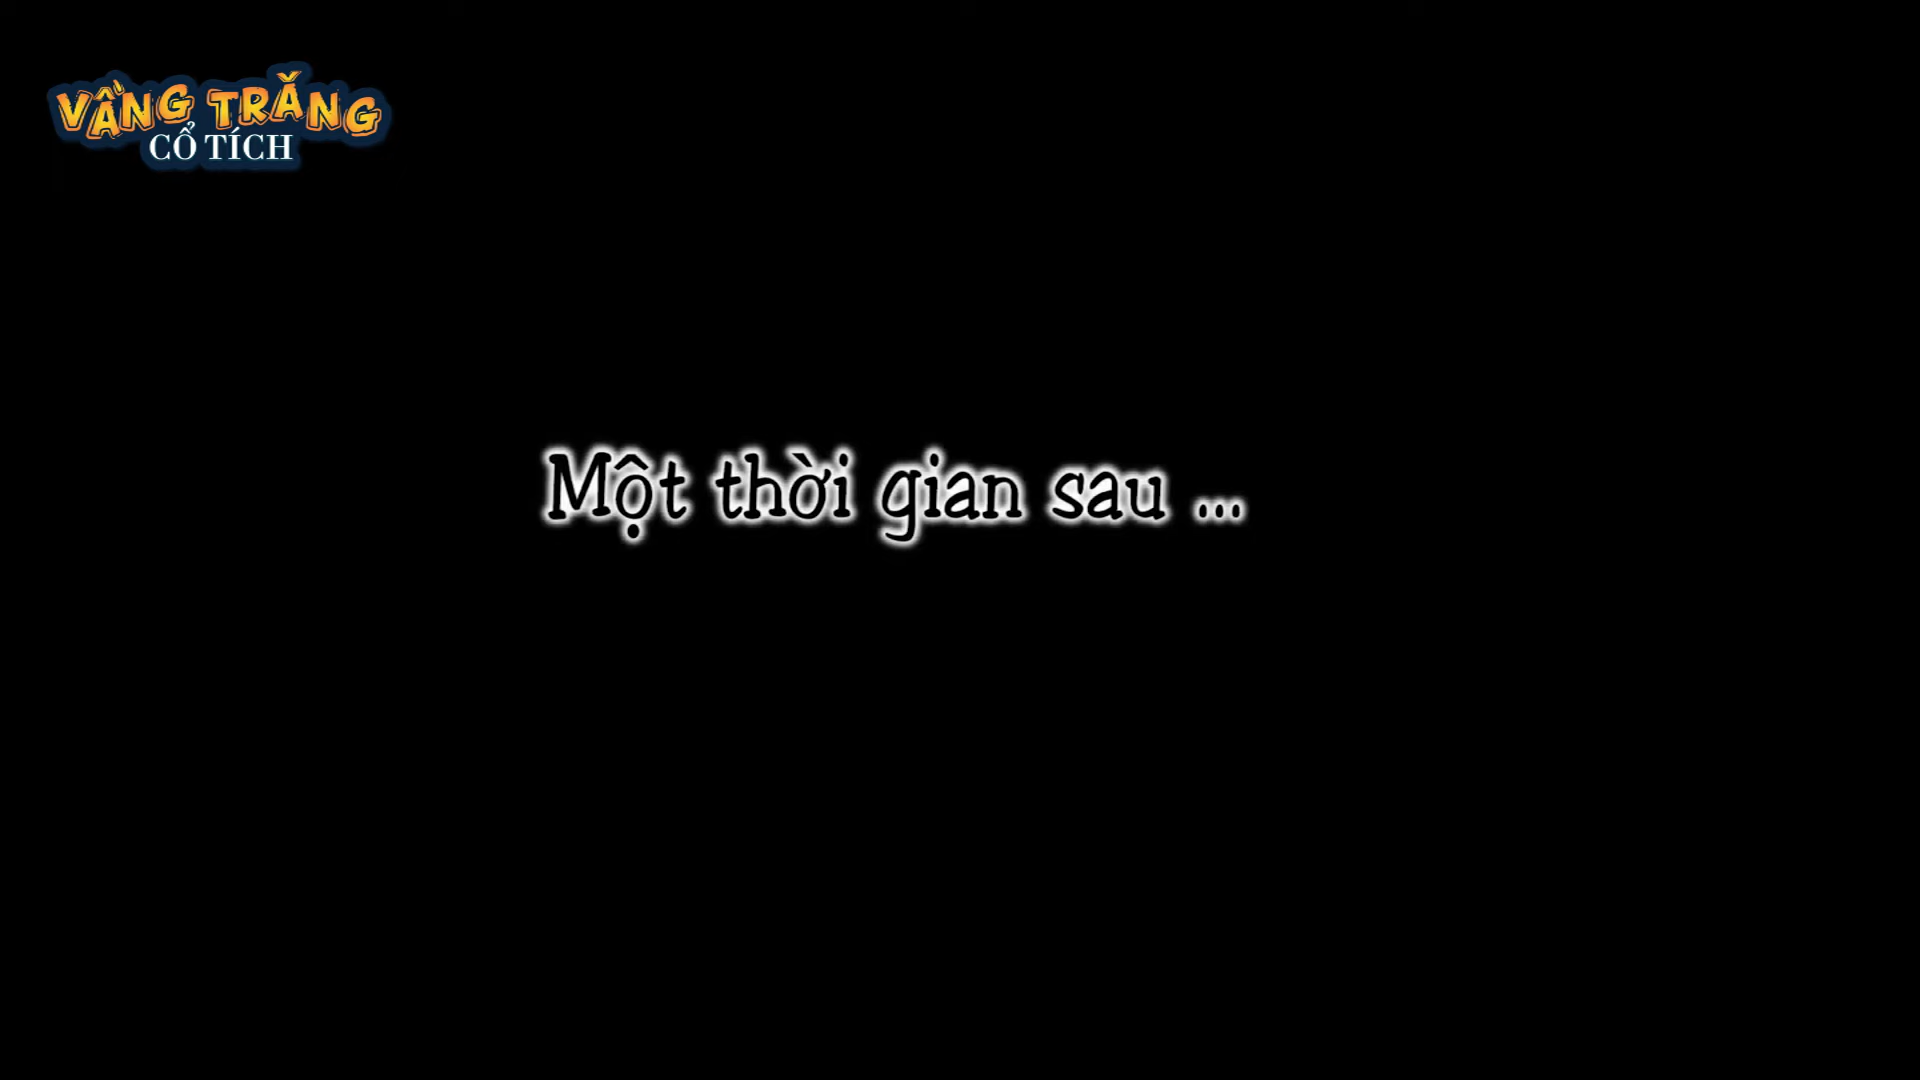 VẦNG TRĂNG
CỔ TÍCH
Một thời gian sau ...